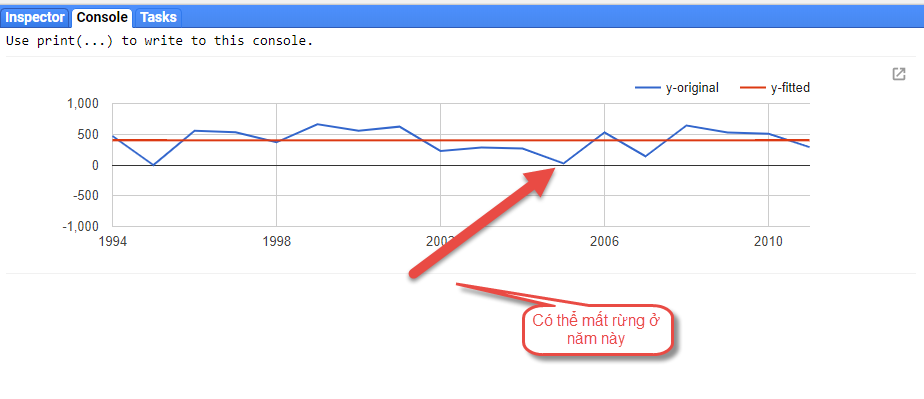 Inspector Console Tasks
Use print(...) to write to this console.
y-original y-fitted
1,000
500
0
-500
-1,000
1994 1998 2006 2010
Có thể mất rừng ở
năm này